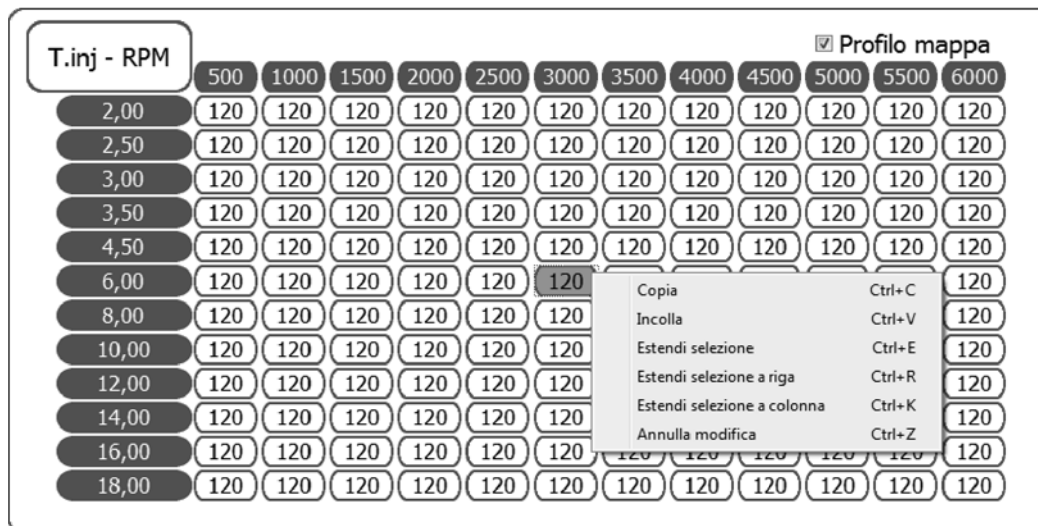 T.inj - RPM
Profilo mappa
500 1000 1500 2000 2500 3000 3500 4000 4500 5000 5500 6000
2,00 120 120 120 120 120 120 120 120 120 120 120 120
2,50 120 120 120 120 120 120 120 120 120 120 120 120
3,00 120 120 120 120 120 120 120 120 120 120 120 120
3,50 120 120 120 120 120 120 120 120 120 120 120 120
4,50 120 120 120 120 120 120 120 120 120 120 120 120
6,00 120 120 120 120 120 120 120
8,00 120 120 120 120 120 120 120
10,00 120 120 120 120 120 120 120
12,00 120 120 120 120 120 120 120
14,00 120 120 120 120 120 120 120
16,00 120 120 120 120 120 120 120 120 120 120 120 120
18,00 120 120 120 120 120 120 120 120 120 120 120 120
Copia Ctrl+C
Incolla Ctrl+V
Estendi selezione Ctrl+E
Estendi selezione a riga Ctrl+R
Estendi selezione a colonna Ctrl+K
Annulla modifica Ctrl+Z